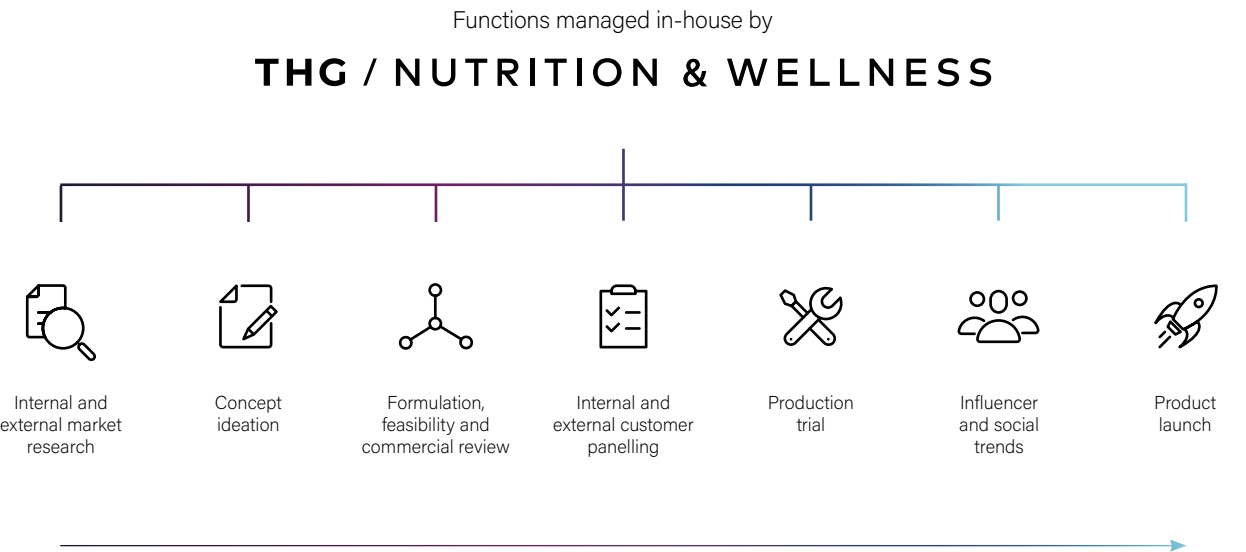 Functions managed in-house by
THG / NUTRITION & WELLNESS
Internal and
external market
research
Concept
ideation
Formulation,
feasibility and
commercial review
Internal and
external customer
panelling
Production
trial
Influencer
and social
trends
Product
launch